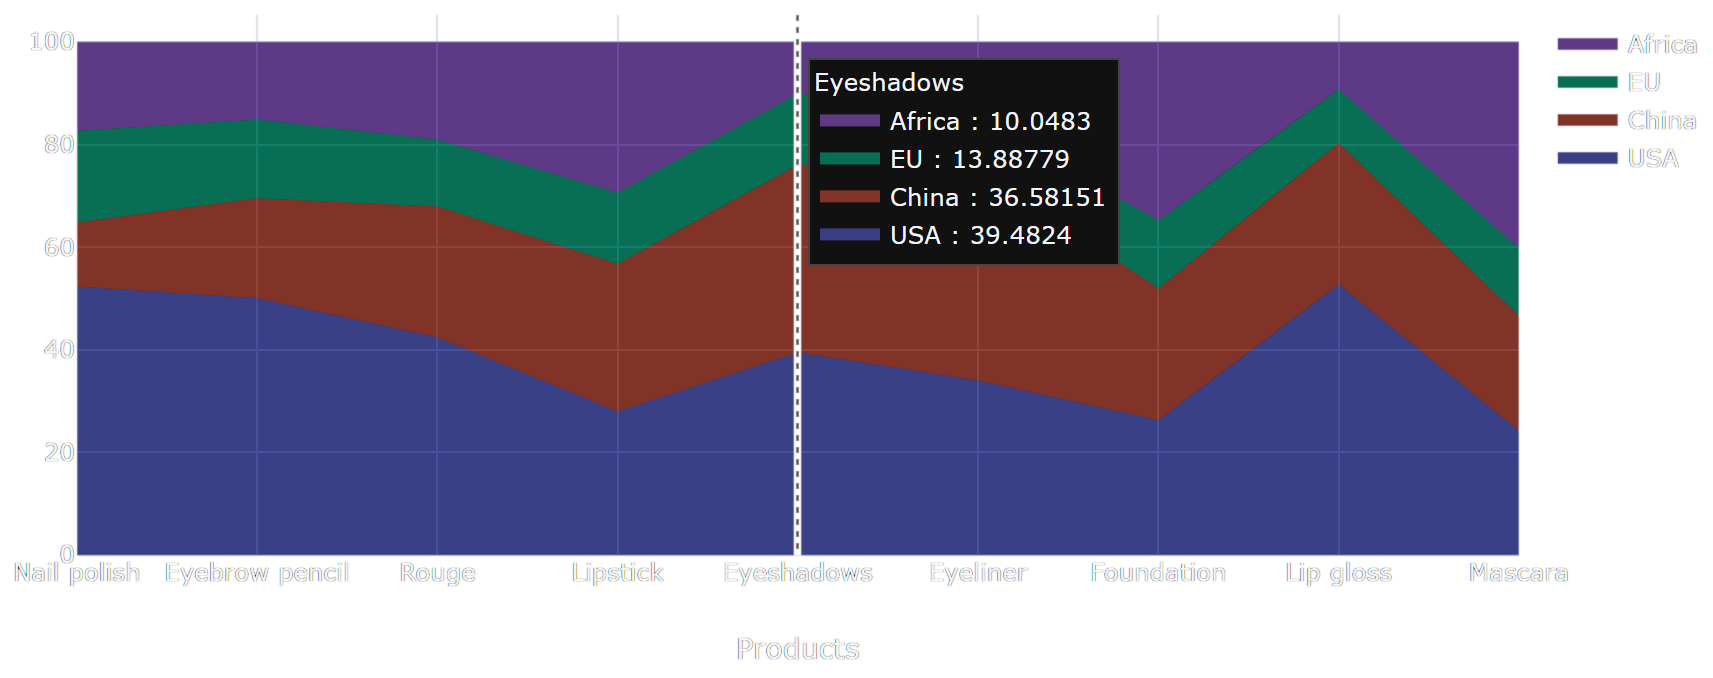 100
80
60
40
20
0
Nail polish
Eyebrow pencil
Rouge
Lipstick
Eyeshadows
Eyeliner
Foundation
Lip gloss
Mascara
Products
Eyeshadows
Africa : 10.0483
EU : 13.88779
China : 36.58151
USA : 39.4824
Africa
EU
China
USA